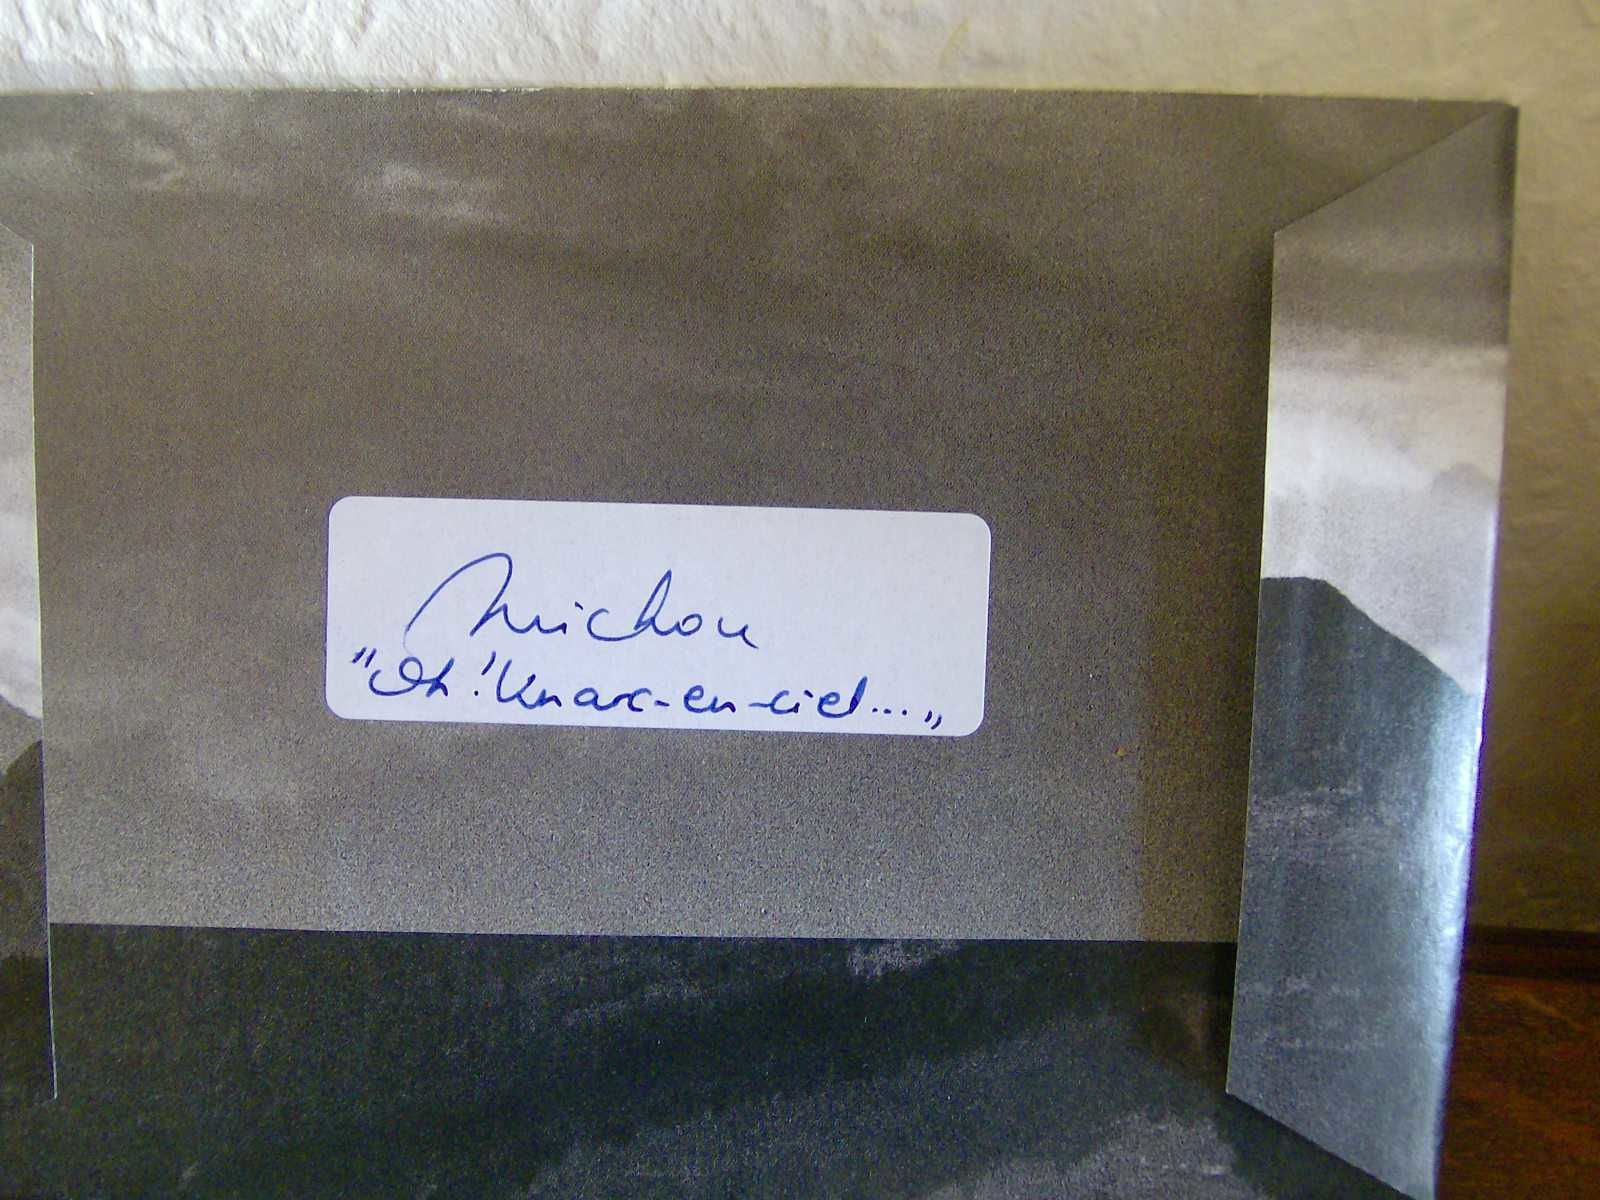 Michou
"Oh! Un arc-en-ciel..."